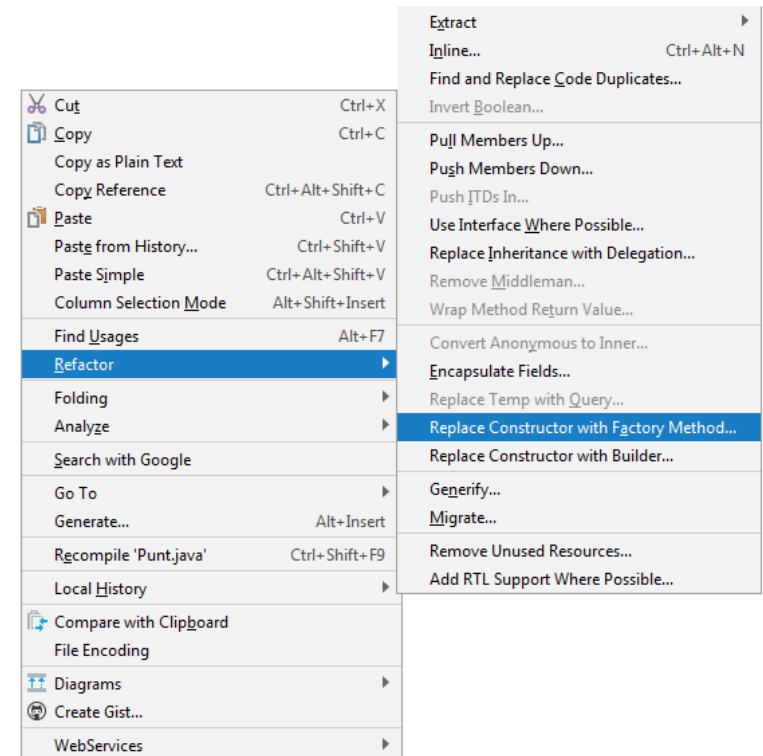 Cut Ctrl+X
Copy Ctrl+C
Copy as Plain Text
Copy Reference Ctrl+Alt+Shift+C
Paste Ctrl+V
Paste from History... Ctrl+Shift+V
Paste Simple Ctrl+Alt+Shift+V
Column Selection Mode Alt+Shift+Insert
Find Usages Alt+F7
Refactor
Folding
Analyze
Search with Google
Go To
Generate... Alt+Insert
Recompile 'Punt.java' Ctrl+Shift+F9
Local History
Compare with Clipboard
File Encoding
Diagrams
Create Gist...
WebServices
Extract
Inline... Ctrl+Alt+N
Find and Replace Code Duplicates...
Invert Boolean...
Pull Members Up...
Push Members Down...
Push ITDs In...
Use Interface Where Possible...
Replace Inheritance with Delegation...
Remove Middleman...
Wrap Method Return Value...
Convert Anonymous to Inner...
Encapsulate Fields...
Replace Temp with Query...
Replace Constructor with Factory Method...
Replace Constructor with Builder...
Generify...
Migrate...
Remove Unused Resources...
Add RTL Support Where Possible...